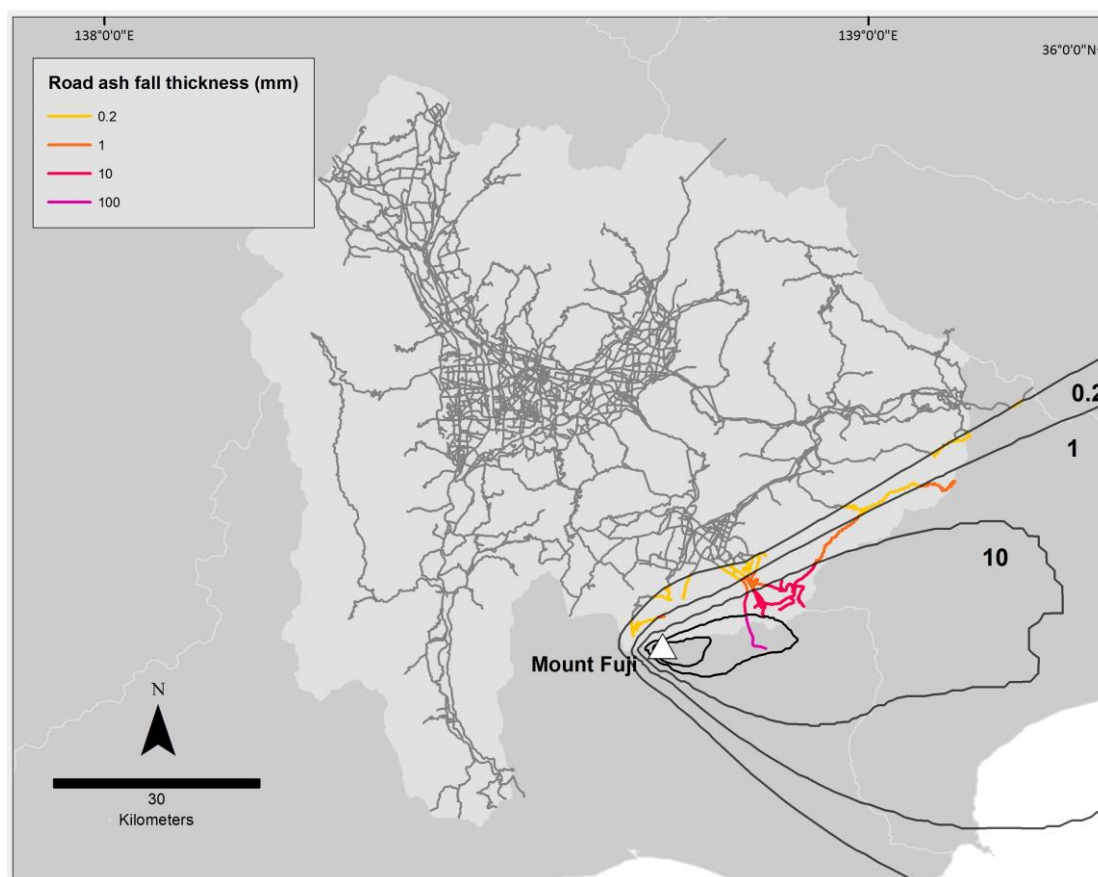 138°0'0"E
139°0'0"E
36°0'0"N
Road ash fall thickness (mm)
0.2
1
10
100
0.2
1
10
Mount Fuji
N
30
Kilometers